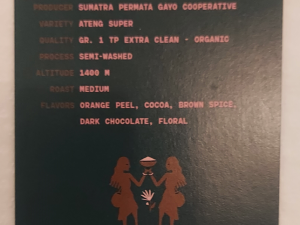 PRODUCER SUMATRA PERMATA GAYO COOPERATIVE
VARIETY ATENG SUPER
QUALITY GR. 1 TP EXTRA CLEAN - ORGANIC
PROCESS SEMI-WASHED
ALTITUDE 1400 M
ROAST MEDIUM
FLAVORS ORANGE PEEL, COCOA, BROWN SPICE,
DARK CHOCOLATE, FLORAL